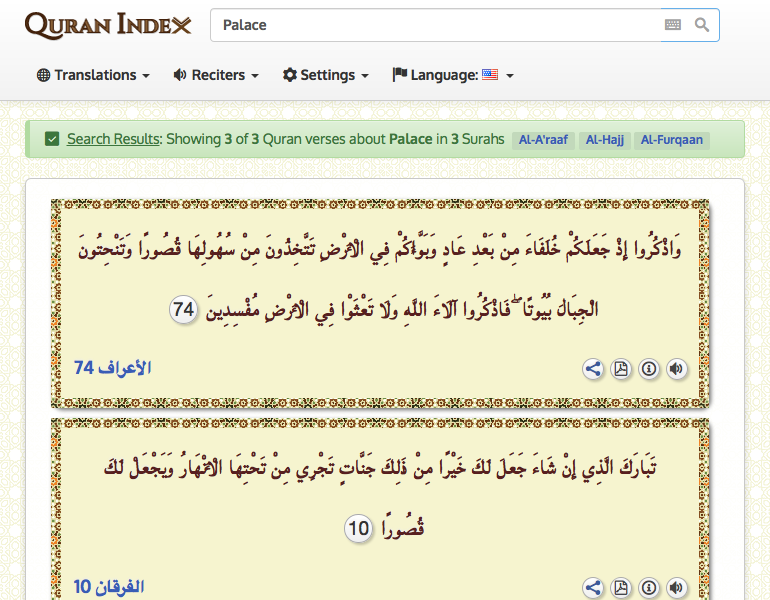 QURAN INDEX
Palace
Translations
Reciters
Settings
Language:
Search Results: Showing 3 of 3 Quran verses about Palace in 3 Surahs Al-A'raaf Al-Hajj Al-Furqaan
وَاذْكُرُوا إِذْ جَعَلَكُمْ خُلَفَاءَ مِنْ بَعْدِ عَادٍ وَبَوَّأَكُمْ فِي الْأَرْضِ تَتَّخِذُونَ مِنْ سُهُولِهَا قُصُورًا وَتَنْحِتُونَ
الْجِبَالَ بُيُوتًا ۖ فَاذْكُرُوا آلَاءَ اللَّهِ وَلَا تَعْثَوْا فِي الْأَرْضِ مُفْسِدِينَ 74
الأعراف 74
تَبَارَكَ الَّذِي إِنْ شَاءَ جَعَلَ لَكَ خَيْرًا مِنْ ذَلِكَ جَنَّاتٍ تَجْرِي مِنْ تَحْتِهَا الْأَنْهَارُ وَيَجْعَلْ لَكَ
قُصُورًا 10
الفرقان 10